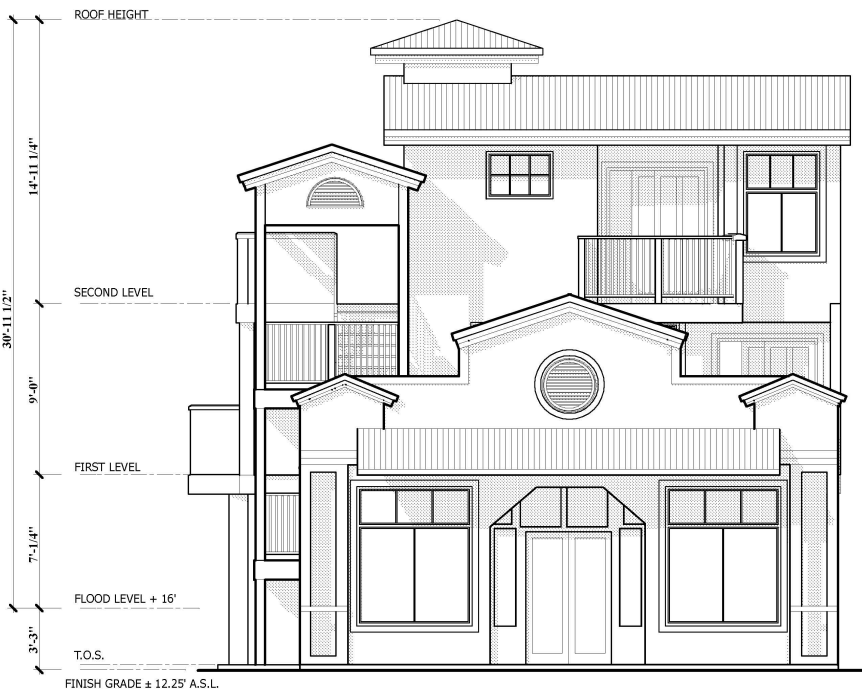 ROOF HEIGHT
14'-11 1/4"
SECOND LEVEL
30'-11 1/2"
9'-0"
FIRST LEVEL
7'-1/4"
FLOOD LEVEL + 16'
3'-3"
T.O.S.
FINISH GRADE ± 12.25' A.S.L.